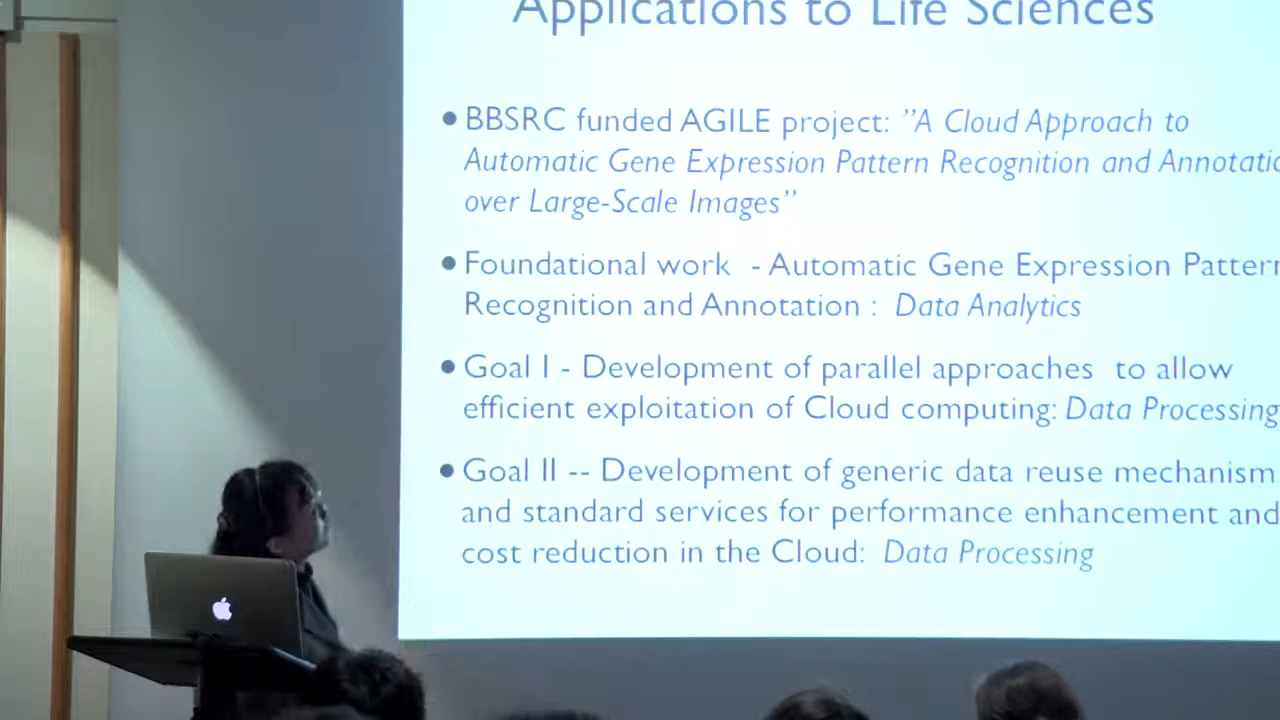 Applications to Life Sciences
•BBSRC funded AGILE project: "A Cloud Approach to
Automatic Gene Expression Pattern Recognition and Annotatio
over Large-Scale Images"
•Foundational work - Automatic Gene Expression Pattern
Recognition and Annotation : Data Analytics
•Goal I - Development of parallel approaches to allow
efficient exploitation of Cloud computing: Data Processing
•Goal II -- Development of generic data reuse mechanism
and standard services for performance enhancement and
cost reduction in the Cloud: Data Processing